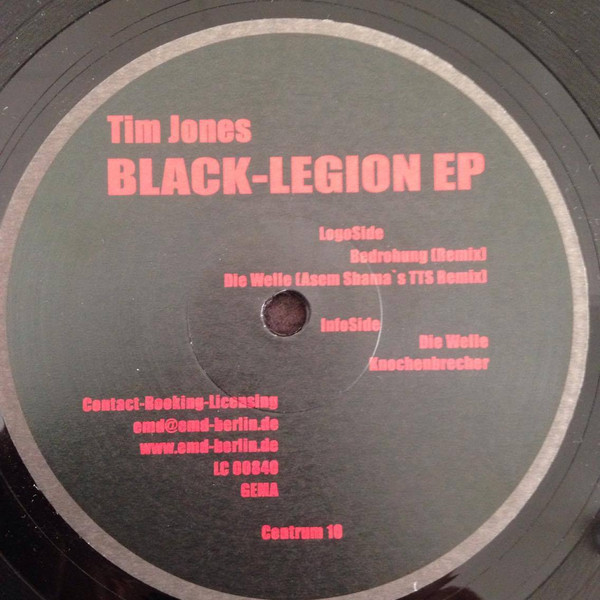 Tim Jones
BLACK-LEGION EP
LogoSide
Bedrohung (Remix)
Die Welle (Asem Shama`s TTS Remix)
InfoSide
Die Welle
Knochenbrecher
Contact-Booking-Licensing
emd@emd-berlin.de
www.emd-berlin.de
LC 00840
GEMA
Centrum 10